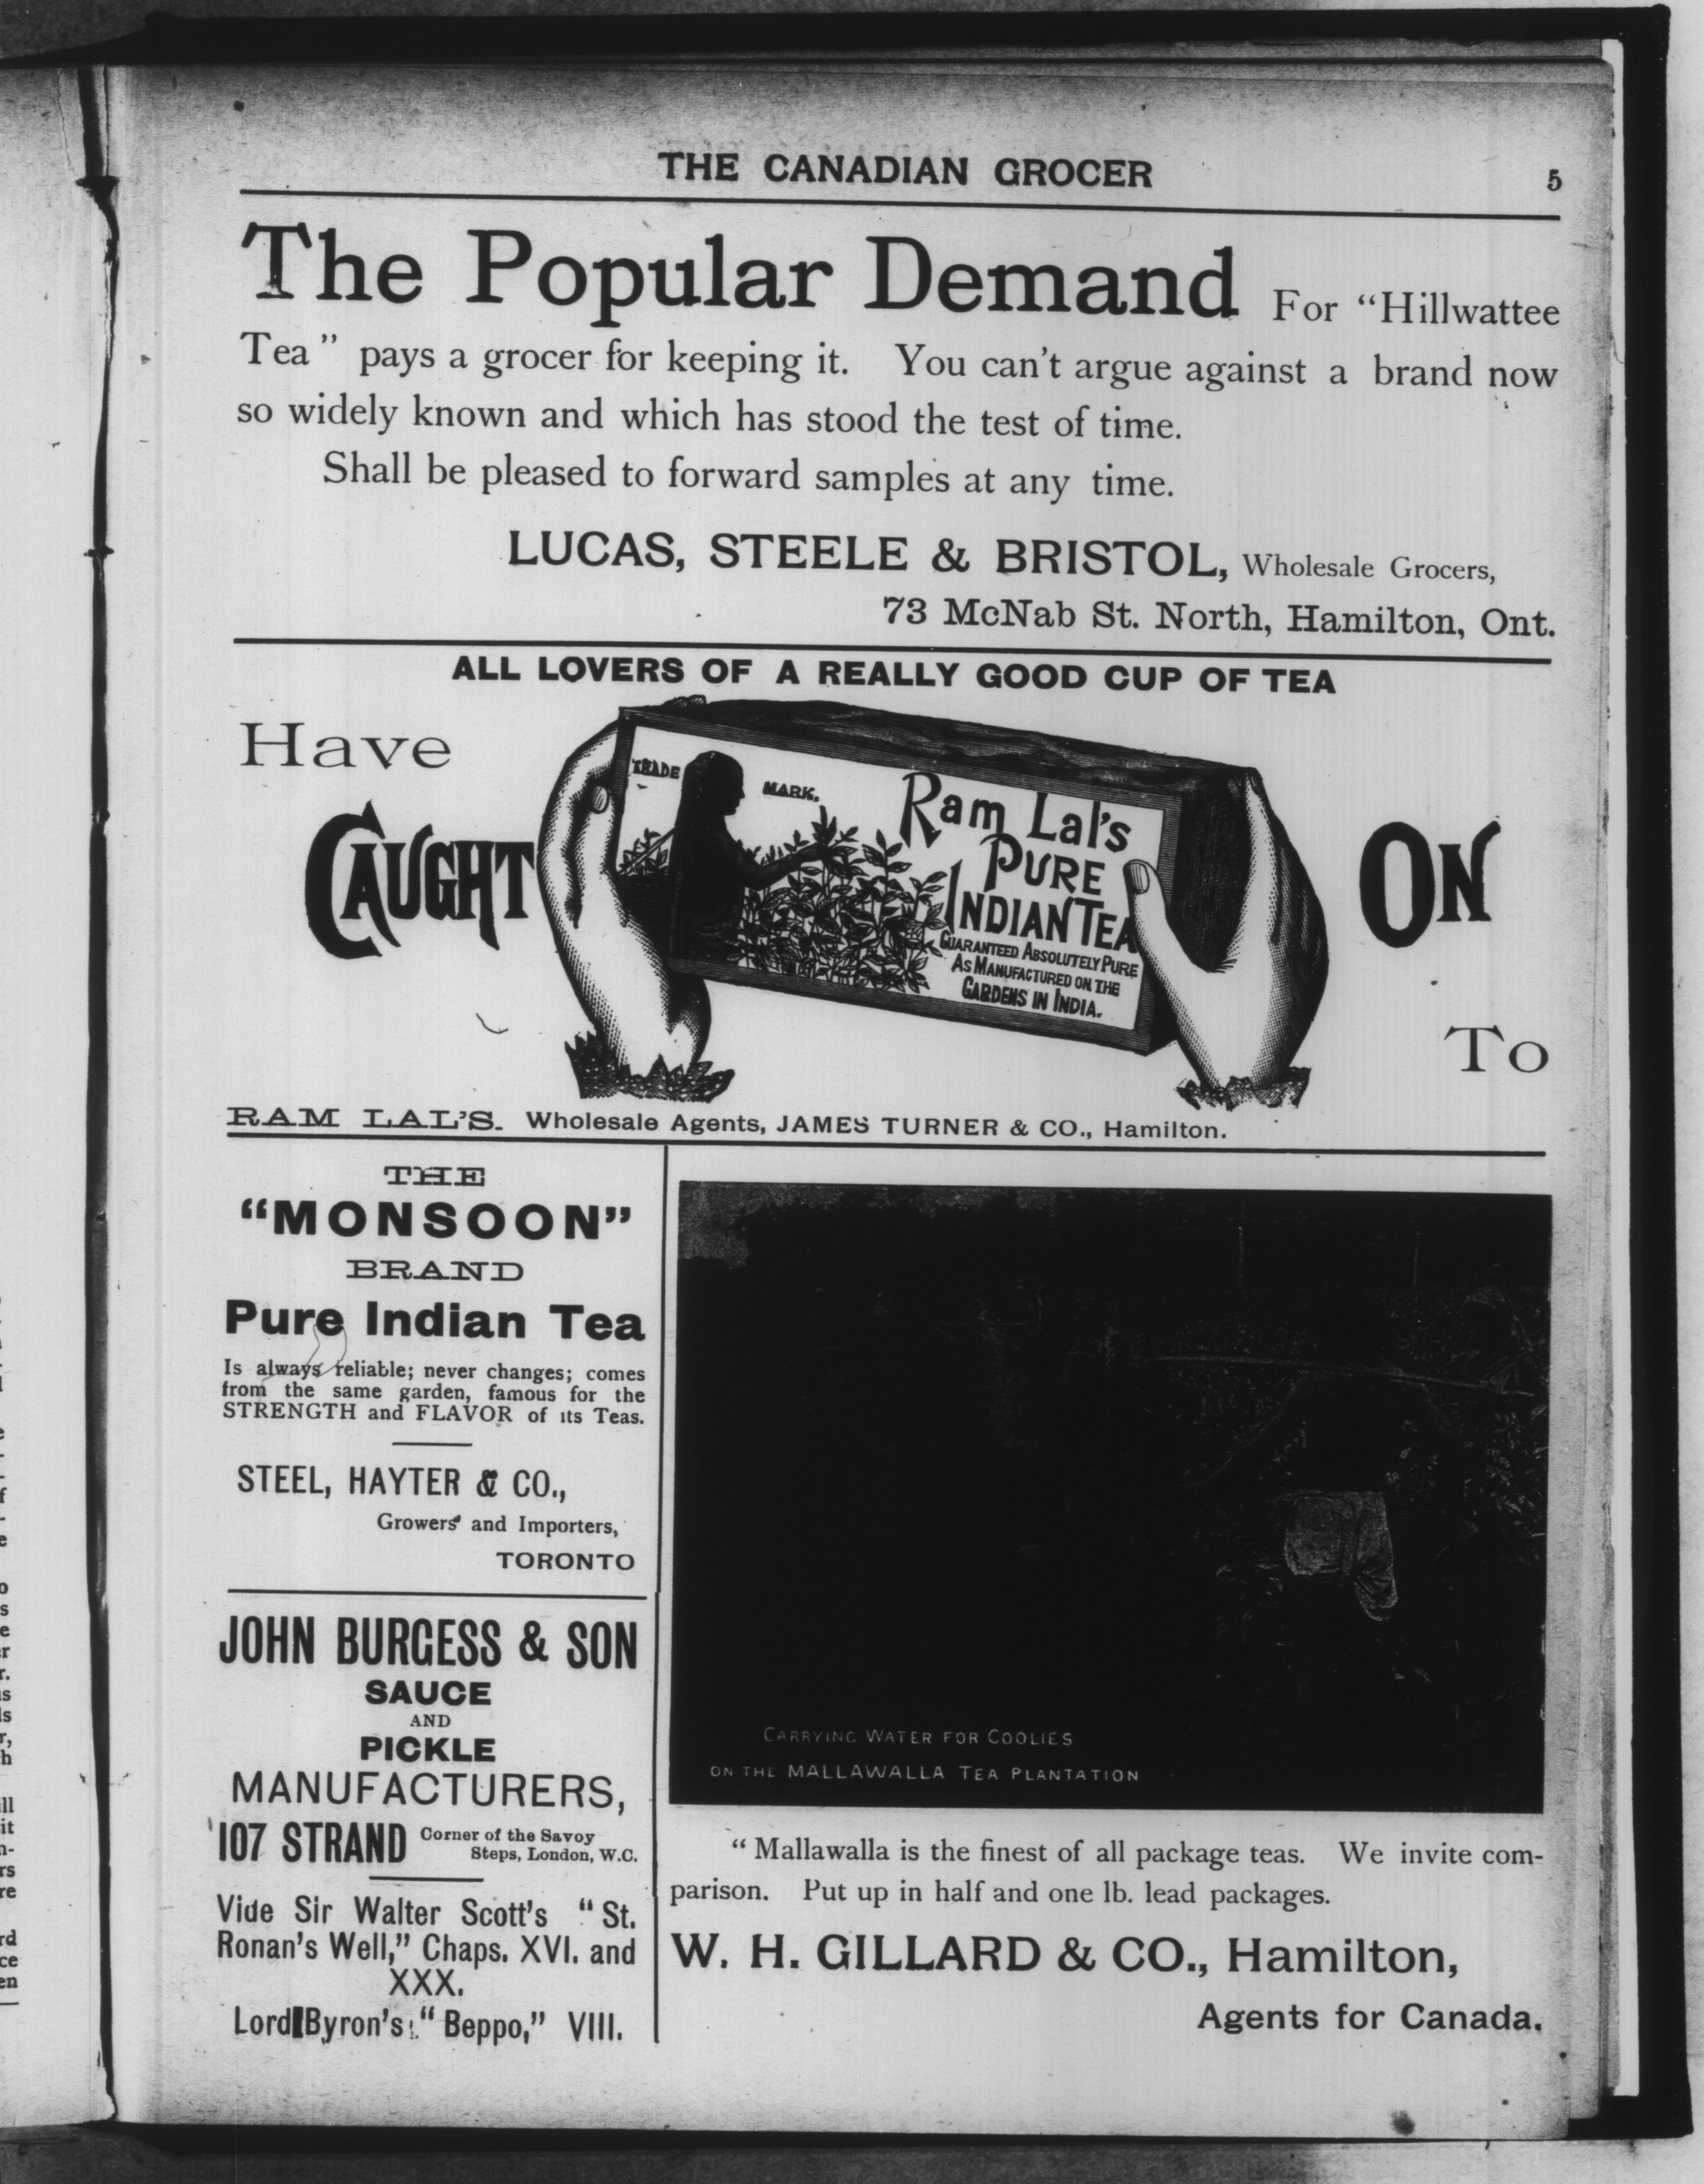 THE CANADIAN GROCER 5
The Popular Demand For "Hillwattee
Tea" pays a grocer for keeping it. You can't argue against a brand now
so widely known and which has stood the test of time.
Shall be pleased to forward samples at any time.
LUCAS, STEELE & BRISTOL, Wholesale Grocers,
73 McNab St. North, Hamilton, Ont.
ALL LOVERS OF A REALLY GOOD CUP OF TEA
Have
CAUGHT
TRADE MARK.
Ram Lal's
PURE
INDIAN TEA
GUARANTEED ABSOLUTELY PURE
AS MANUFACTURED ON THE
GARDENS IN INDIA.
ON
To
RAM LAL'S. Wholesale Agents, JAMES TURNER & CO., Hamilton.
THE
"MONSOON"
BRAND
Pure Indian Tea
Is always reliable; never changes; comes
from the same garden, famous for the
STRENGTH and FLAVOR of its Teas.
STEEL, HAYTER & CO.,
Growers' and Importers,
TORONTO
JOHN BURGESS & SON
SAUCE
AND
PICKLE
MANUFACTURERS,
107 STRAND Corner of the Savoy
Steps, London, W.C.
Vide Sir Walter Scott's "St.
Ronan's Well," Chaps. XVI. and
XXX.
Lord Byron's "Beppo," VIII.
CARRYING WATER FOR COOLIES
ON THE MALLAWALLA TEA PLANTATION
"Mallawalla is the finest of all package teas. We invite com-
parison. Put up in half and one lb. lead packages.
W. H. GILLARD & CO., Hamilton,
Agents for Canada.